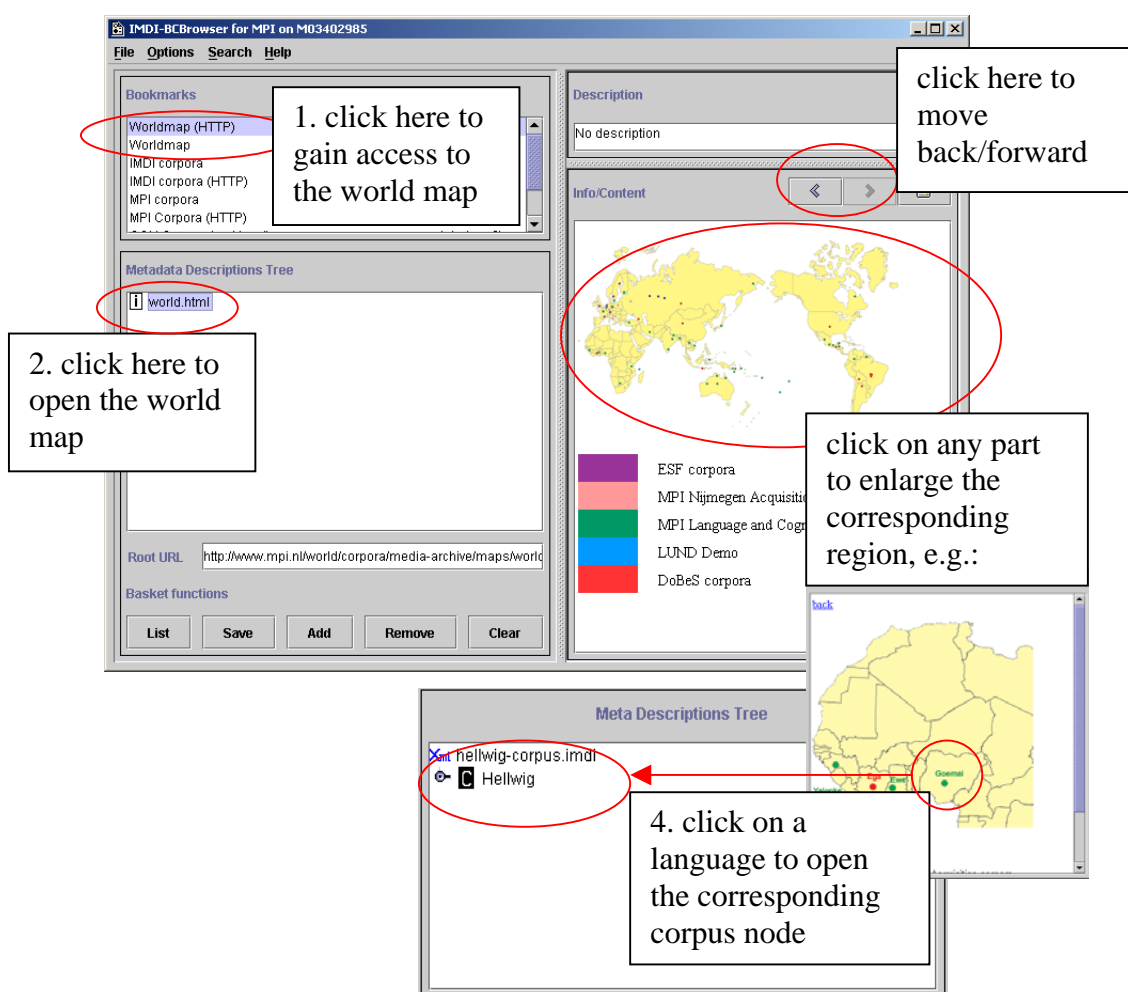 IMDI-BCBrowser for MPI on M03402985
File Options Search Help
Bookmarks
Worldmap (HTTP)
Worldmap
IMDI corpora
IMDI corpora (HTTP)
MPI corpora
MPI Corpora (HTTP)
1. click here to
gain access to
the world map
Description
No description
click here to
move
back/forward
Info/Content
Metadata Descriptions Tree
i world.html
2. click here to
open the world
map
ESF corpora
MPI Nijmegen
MPI Language and
LUND Demo
DoBeS corpora
click on any part
to enlarge the
corresponding
region, e.g.:
Root URL http://www.mpi.nl/world/corpora/media-archive/maps/world
Basket functions
List Save Add Remove Clear
back
Ega
Ewe
Goemai
Meta Descriptions Tree
hellwig-corpus.imdi
C Hellwig
4. click on a
language to open
the corresponding
corpus node